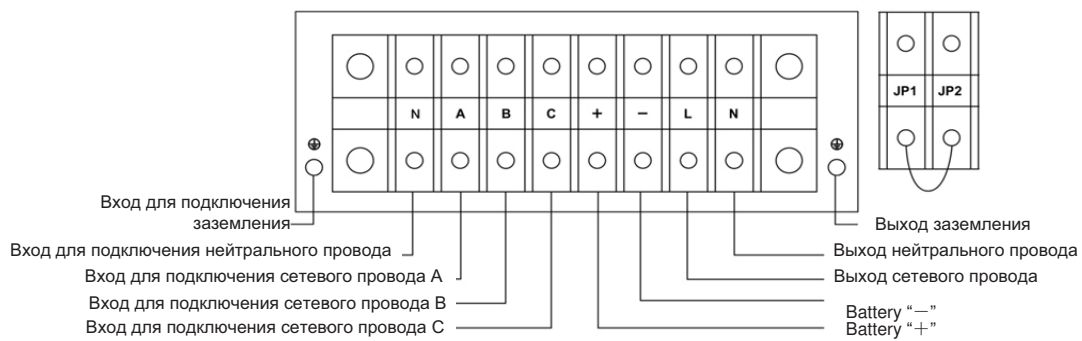 JP1 JP2
N A B C + − L N
Вход для подключения
заземления
Выход заземления
Вход для подключения нейтрального провода
Выход нейтрального провода
Вход для подключения сетевого провода A
Выход сетевого провода
Вход для подключения сетевого провода B
Battery “−”
Вход для подключения сетевого провода C
Battery “+”